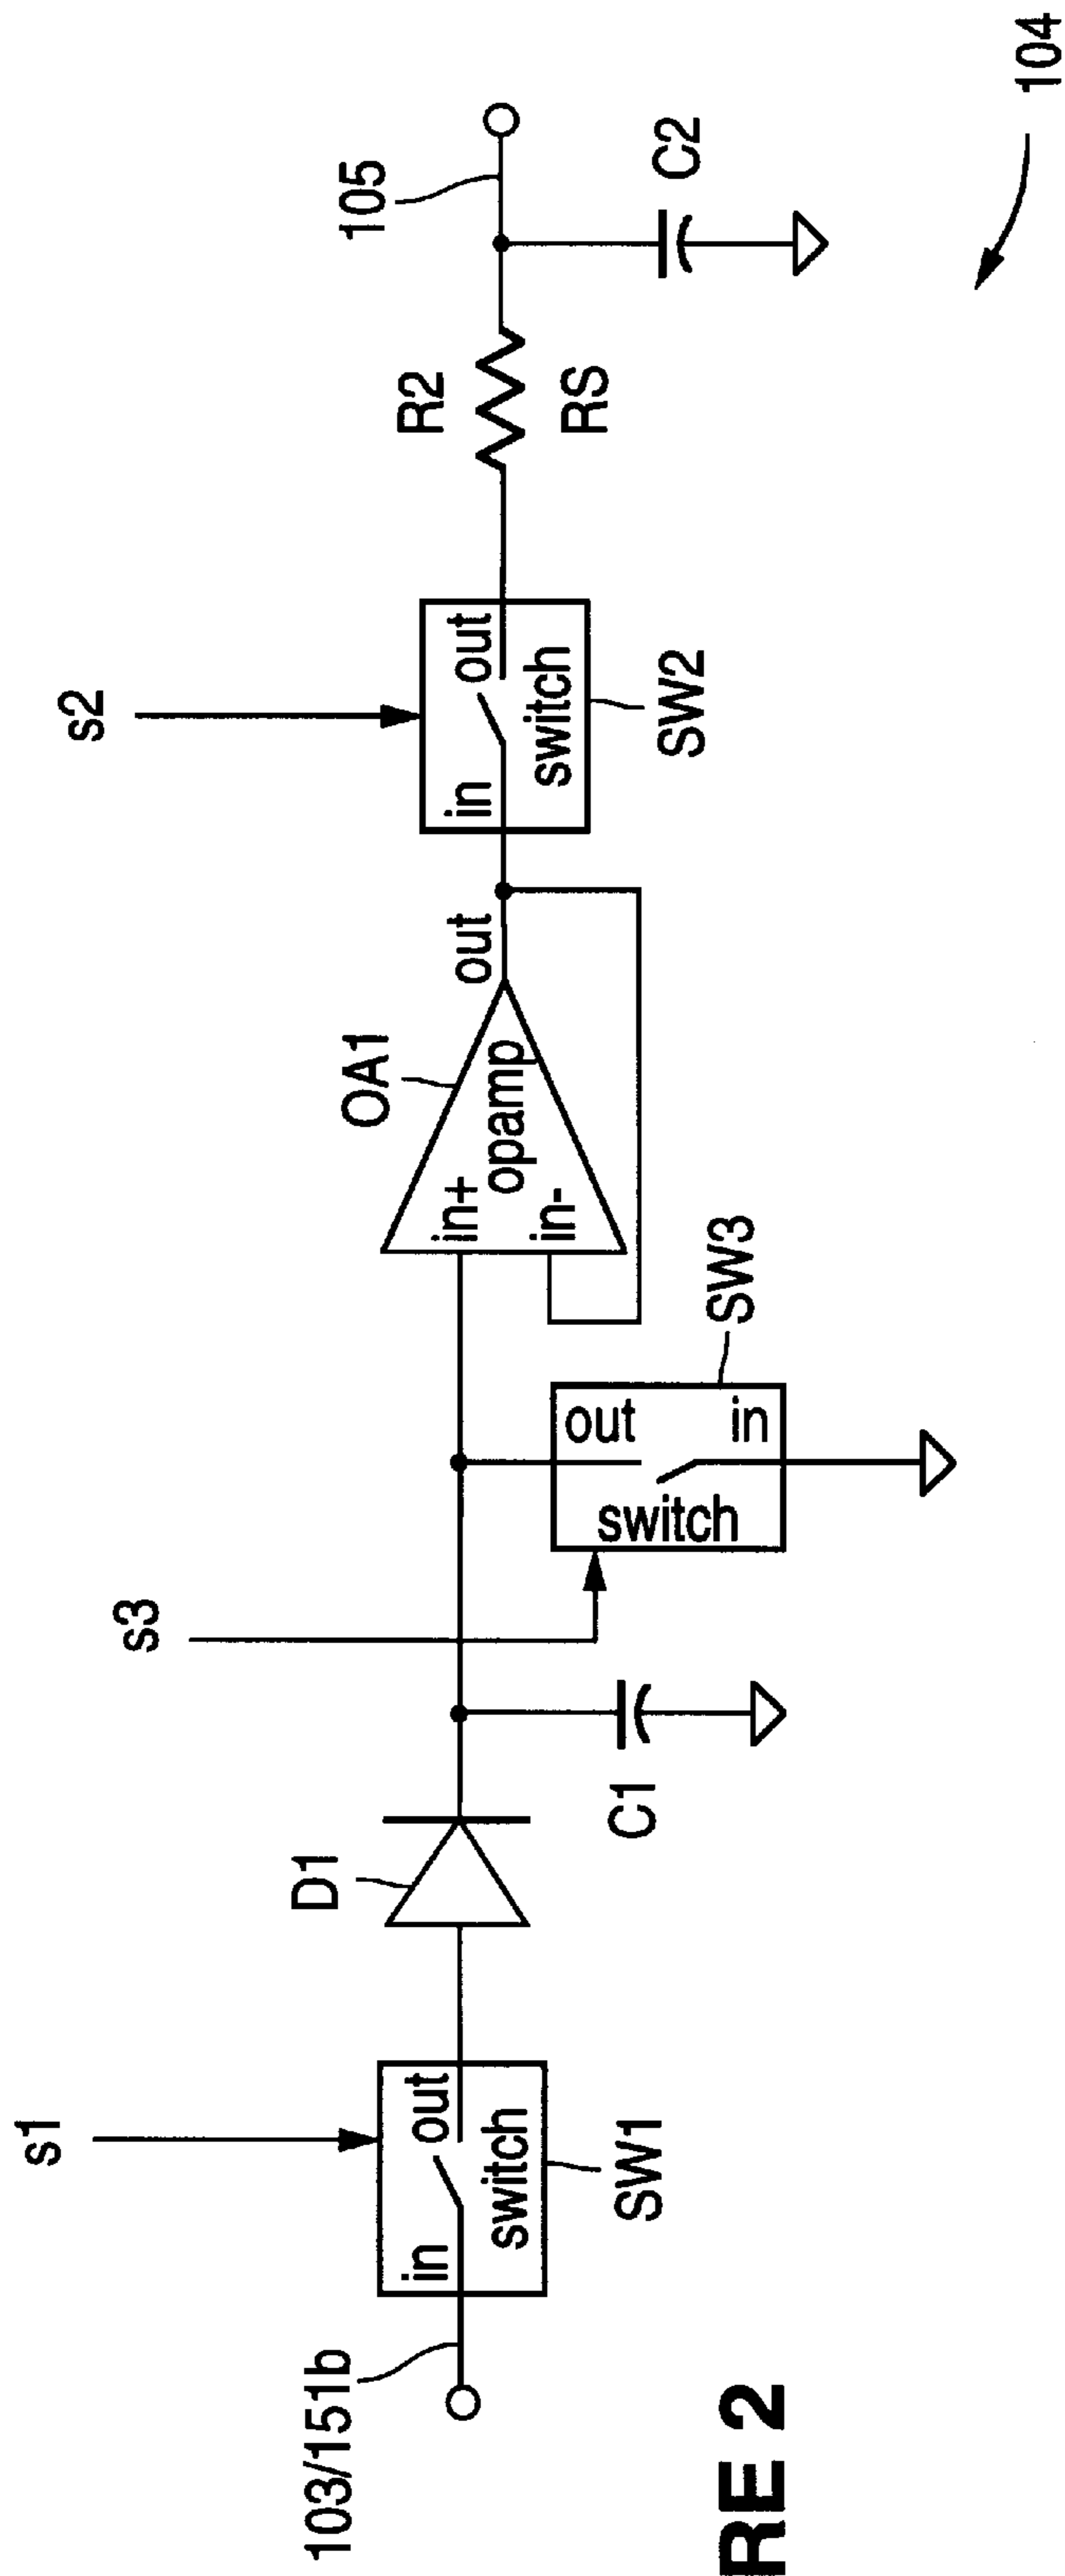 103/151b
s1
in
out
switch
SW1
D1
C1
s3
out
in
switch
SW3
OA1
in+
in-
opamp
out
s2
in
out
switch
SW2
R2
RS
105
C2
104
RE 2